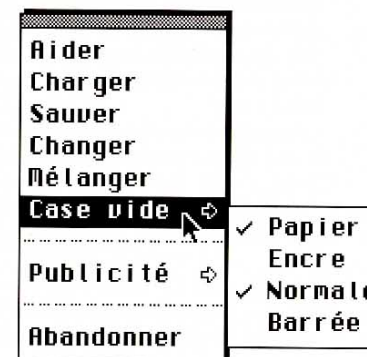 Aider
Charger
Sauver
Changer
Mélanger
Case vide
Publicité
Abandonner
Papier
Encre
Normale
Barrée